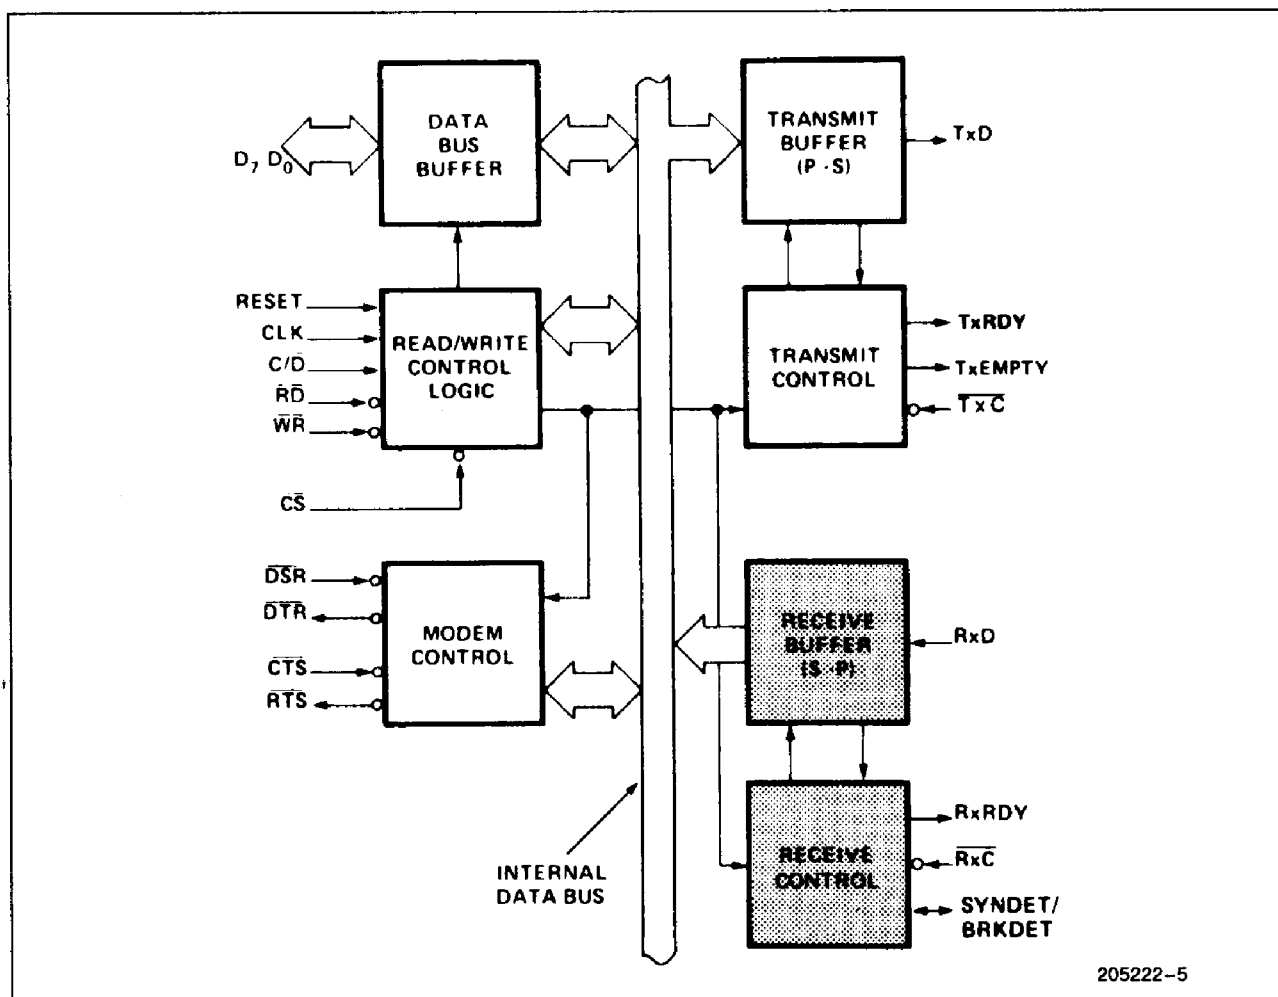 DATA
BUS
BUFFER
D₇ D₀
TRANSMIT
BUFFER
(P - S)
TxD
RESET
CLK
C/D̅
R̅D̅
W̅R̅
C̅S̅
READ/WRITE
CONTROL
LOGIC
TRANSMIT
CONTROL
TxRDY
TxEMPTY
T̅x̅C̅
D̅S̅R̅
D̅T̅R̅
C̅T̅S̅
R̅T̅S̅
MODEM
CONTROL
RECEIVE
BUFFER
(S - P)
RxD
INTERNAL
DATA BUS
RECEIVE
CONTROL
RxRDY
R̅x̅C̅
SYNDET/
BRKDET
205222-5